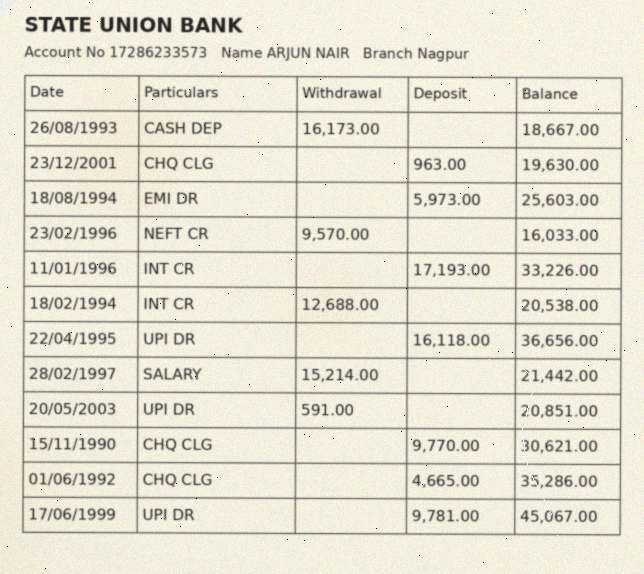 STATE UNION BANK
Account No 17286233573 Name ARJUN NAIR Branch Nagpur
Date Particulars Withdrawal Deposit Balance
26/08/1993 CASH DEP 16,173.00 18,667.00
23/12/2001 CHQ CLG 963.00 19,630.00
18/08/1994 EMI DR 5,973.00 25,603.00
23/02/1996 NEFT CR 9,570.00 16,033.00
11/01/1996 INT CR 17,193.00 33,226.00
18/02/1994 INT CR 12,688.00 20,538.00
22/04/1995 UPI DR 16,118.00 36,656.00
28/02/1997 SALARY 15,214.00 21,442.00
20/05/2003 UPI DR 591.00 20,851.00
15/11/1990 CHQ CLG 9,770.00 30,621.00
01/06/1992 CHQ CLG 4,665.00 35,286.00
17/06/1999 UPI DR 9,781.00 45,067.00